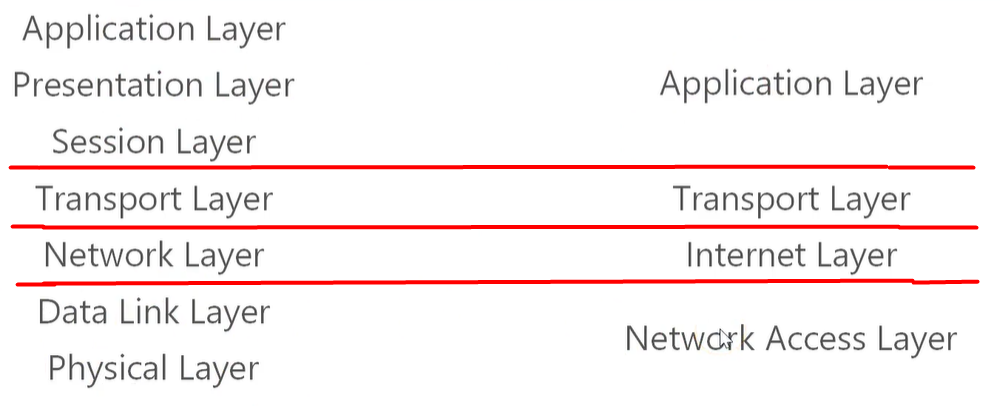 Application Layer
Presentation Layer
Session Layer
Transport Layer
Network Layer
Data Link Layer
Physical Layer
Application Layer
Transport Layer
Internet Layer
Network Access Layer